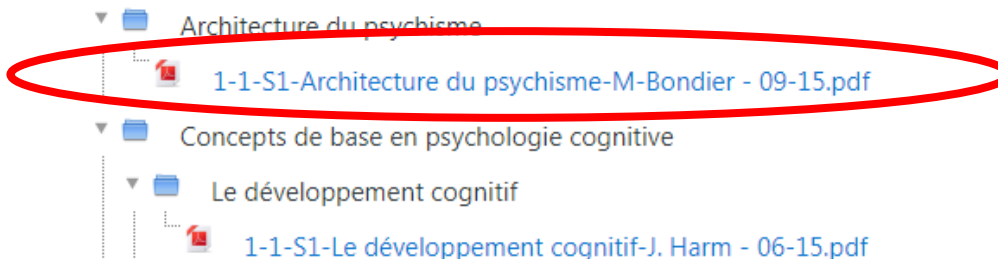 Architecture du psychisme
1-1-S1-Architecture du psychisme-M-Bondier - 09-15.pdf
Concepts de base en psychologie cognitive
Le développement cognitif
1-1-S1-Le développement cognitif-J. Harm - 06-15.pdf